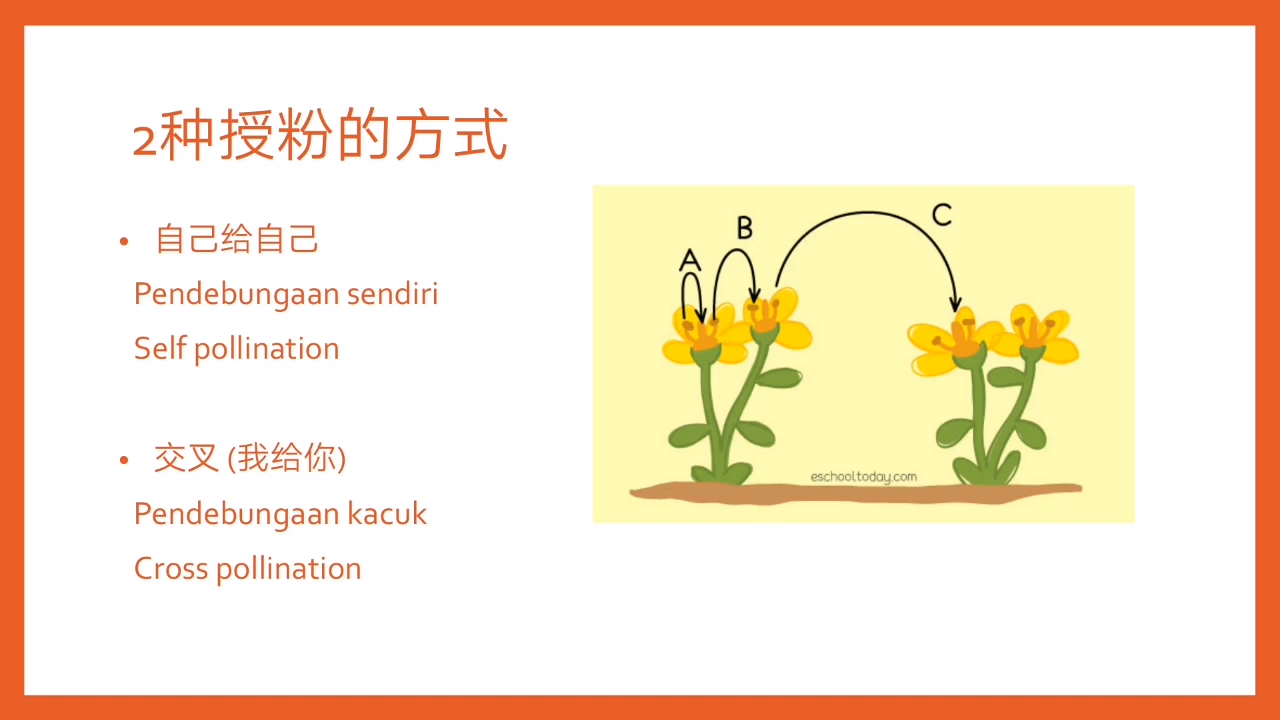 2种授粉的方式
• 自己给自己
Pendebungaan sendiri
Self pollination
• 交叉 (我给你)
Pendebungaan kacuk
Cross pollination
A
B
C
eschooltoday.com